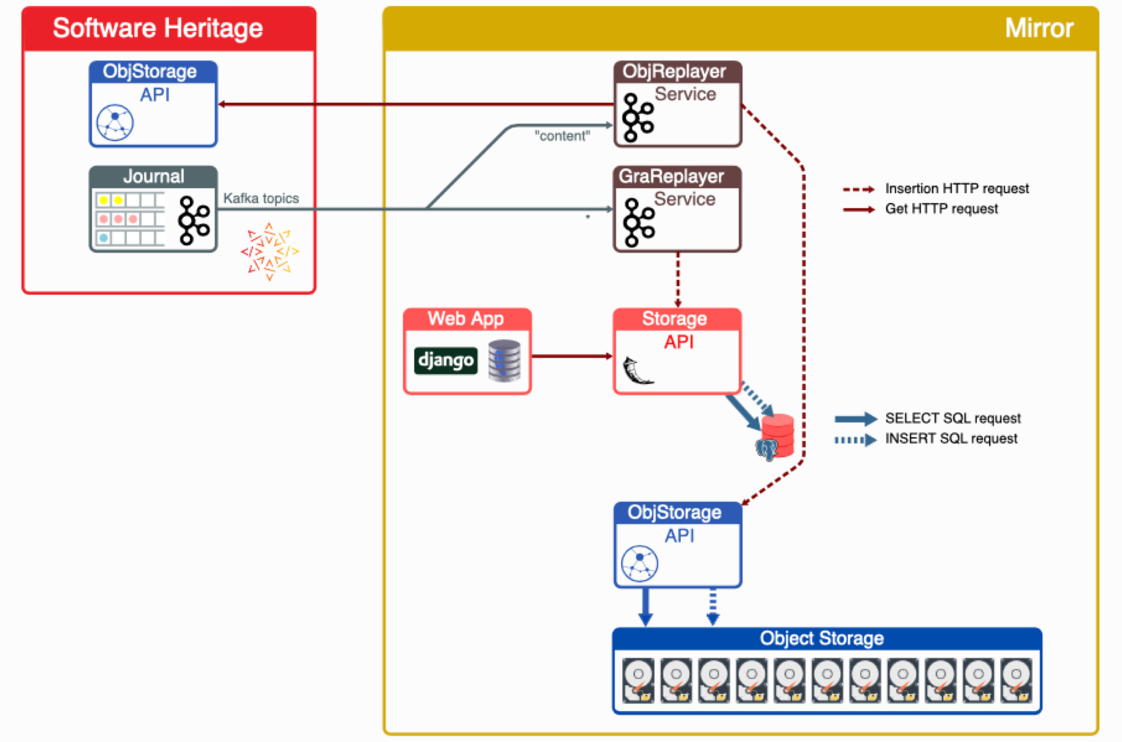 Software Heritage
Mirror
ObjStorage
API
ObjReplayer
Service
"content"
Journal
Kafka topics
GraReplayer
Service
*
Insertion HTTP request
Get HTTP request
Web App
django
Storage
API
SELECT SQL request
INSERT SQL request
ObjStorage
API
Object Storage